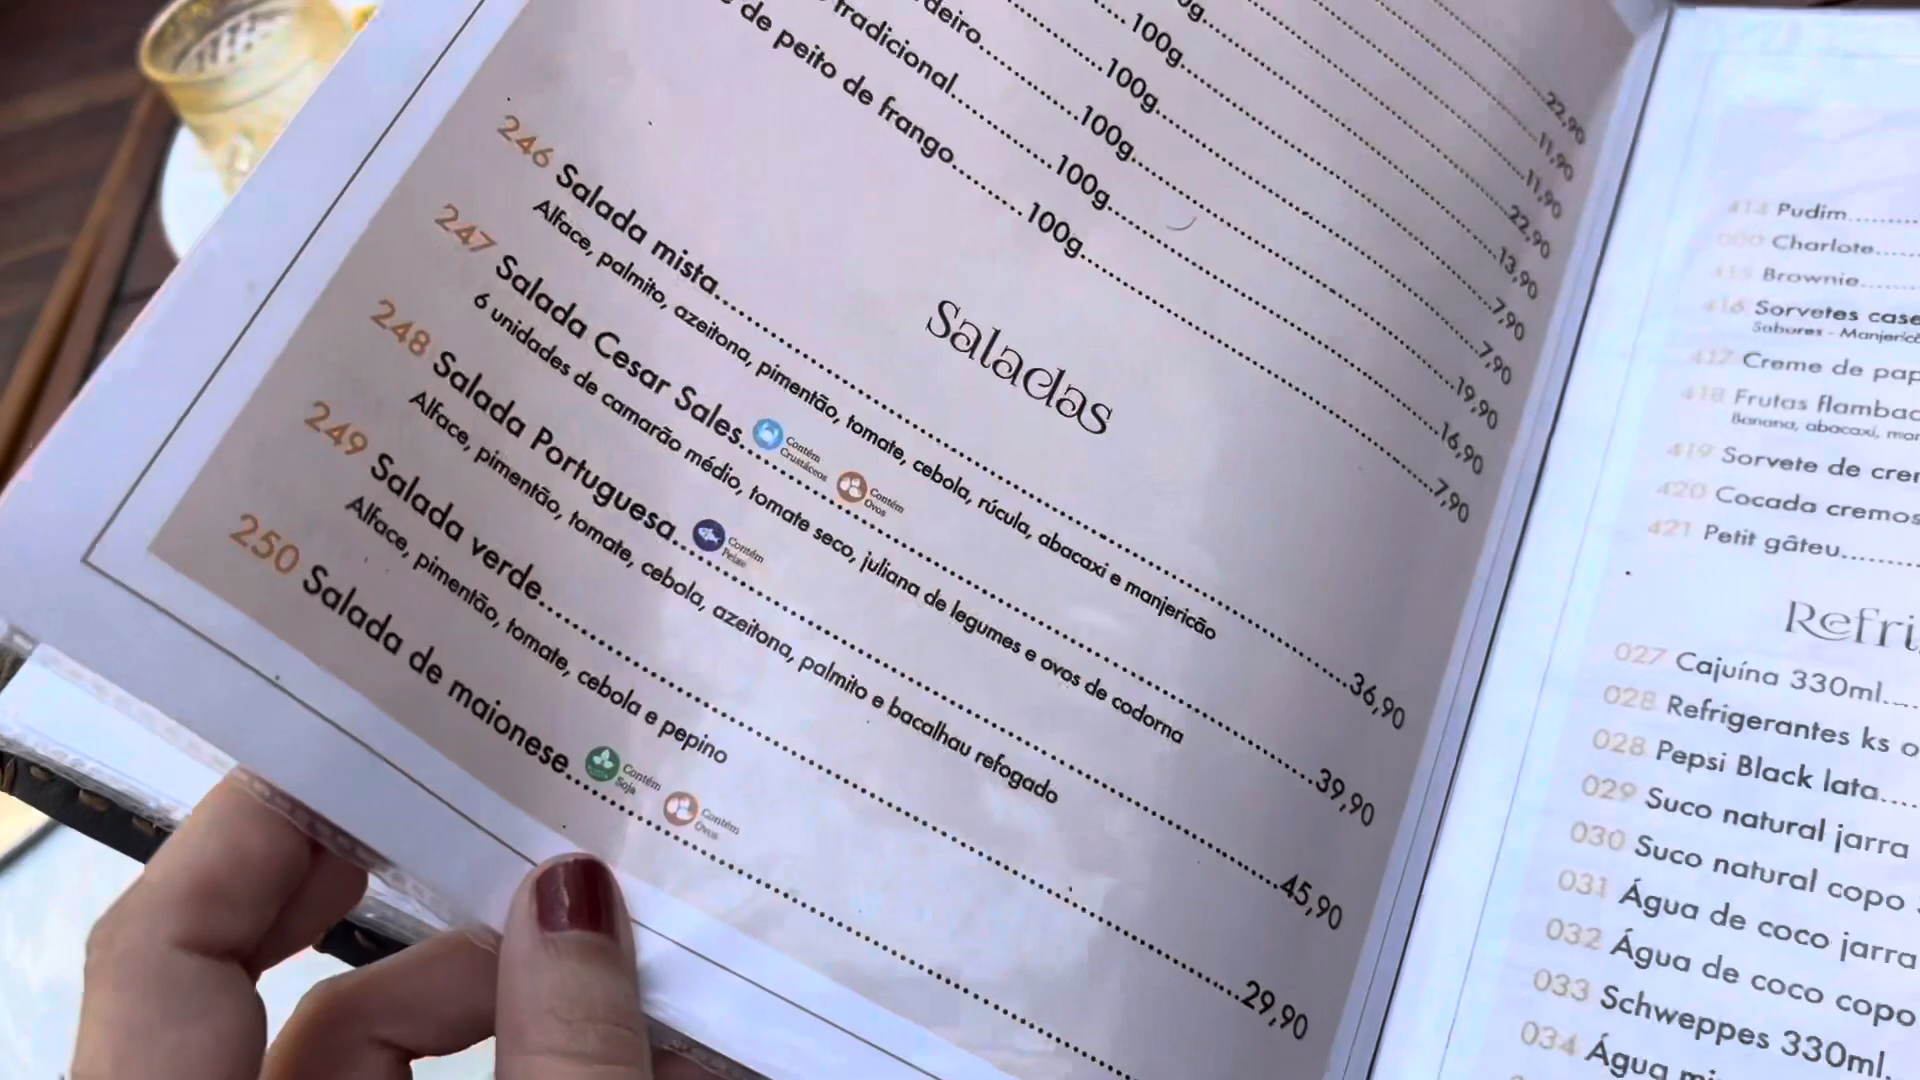 100g 22,90
100g 11,90
100g 11,90
100g 22,90
100g 13,90
tradicional 100g 7,90
de peito de frango 100g 7,90
19,90
16,90
7,90
Saladas
246 Salada mista 36,90
Alface, palmito, azeitona, pimentão, tomate, cebola, rúcula, abacaxi e manjericão
247 Salada Cesar Sales Contém Crustáceos Contém Ovos 39,90
6 unidades de camarão médio, tomate seco, juliana de legumes e ovos de codorna
248 Salada Portuguesa Contém Peixe 45,90
Alface, pimentão, tomate, cebola, azeitona, palmito e bacalhau refogado
249 Salada verde 29,90
Alface, pimentão, tomate, cebola e pepino
250 Salada de maionese Contém Soja Contém Ovos
414 Pudim
Charlote
415 Brownie
416 Sorvetes case
Sabores - Manjericã
417 Creme de pap
418 Frutas flambac
Banana, abacaxi, man
419 Sorvete de crem
420 Cocada cremos
421 Petit gâteu
Refri
027 Cajuína 330ml
028 Refrigerantes ks o
028 Pepsi Black lata
029 Suco natural jarra
030 Suco natural copo
031 Água de coco jarra
032 Água de coco copo
033 Schweppes 330ml
034 Água mi